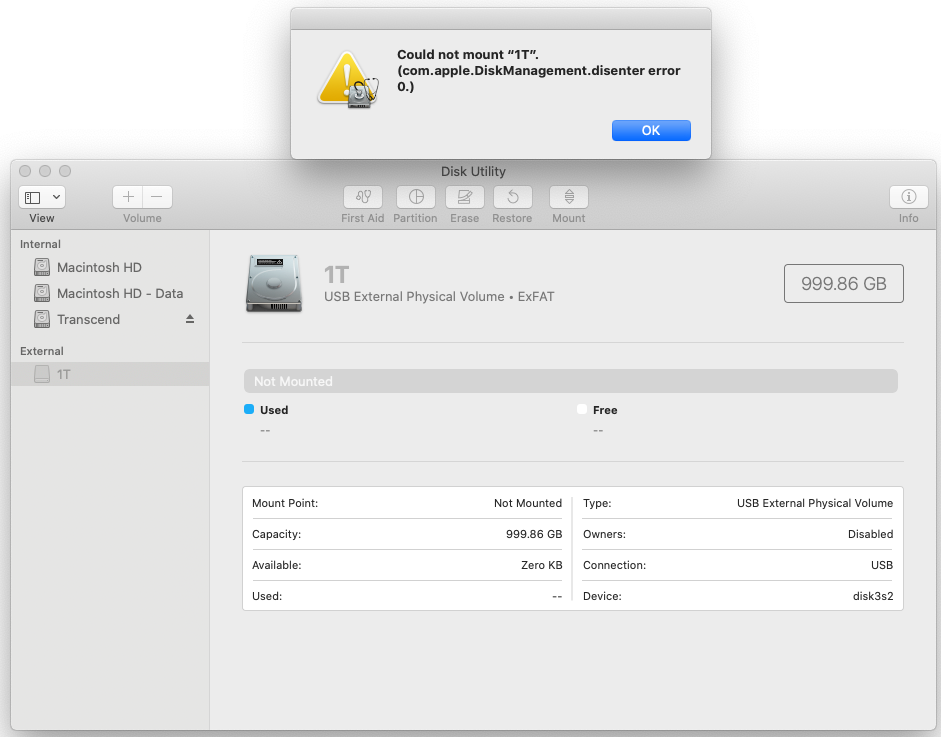 Could not mount “1T”.
(com.apple.DiskManagement.disenter error
0.)
OK
Disk Utility
View
Volume
First Aid
Partition
Erase
Restore
Mount
Info
Internal
Macintosh HD
Macintosh HD - Data
Transcend
External
1T
1T
USB External Physical Volume • ExFAT
999.86 GB
Not Mounted
Used
--
Free
--
Mount Point: Not Mounted
Capacity: 999.86 GB
Available: Zero KB
Used: --
Type: USB External Physical Volume
Owners: Disabled
Connection: USB
Device: disk3s2